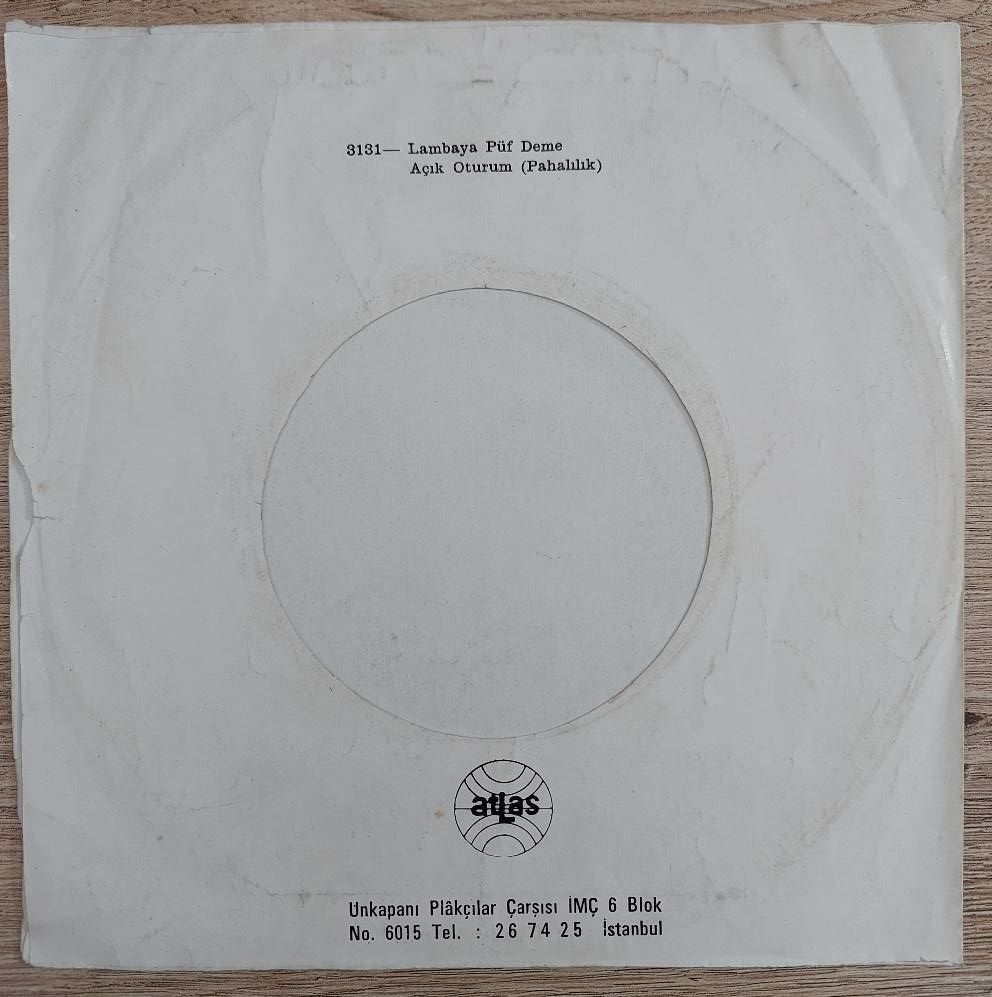 3131— Lambaya Püf Deme
Açık Oturum (Pahalılık)
atLas
Unkapanı Plâkçılar Çarşısı İMÇ 6 Blok
No. 6015 Tel. : 26 74 25 İstanbul